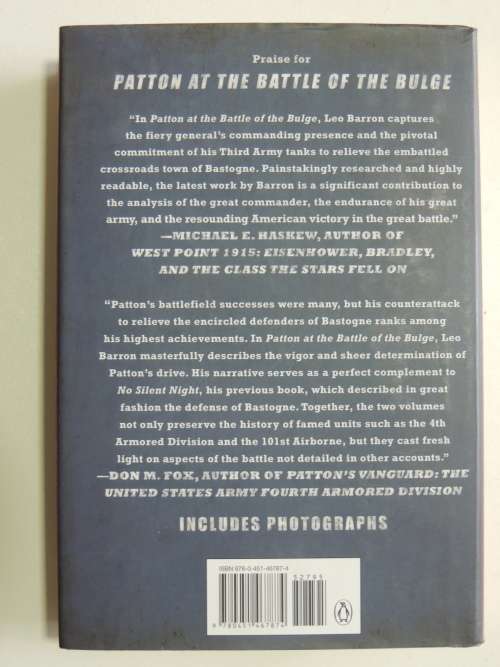 Praise for
PATTON AT THE BATTLE OF THE BULGE
“In Patton at the Battle of the Bulge, Leo Barron captures
the fiery general’s commanding presence and the pivotal
commitment of his Third Army tanks to relieve the embattled
crossroads town of Bastogne. Painstakingly researched and highly
readable, the latest work by Barron is a significant contribution to
the analysis of the great commander, the endurance of his great
army, and the resounding American victory in the great battle.”
—MICHAEL E. HASKEW, AUTHOR OF
WEST POINT 1915: EISENHOWER, BRADLEY,
AND THE CLASS THE STARS FELL ON
“Patton’s battlefield successes were many, but his counterattack
to relieve the encircled defenders of Bastogne ranks among
his highest achievements. In Patton at the Battle of the Bulge, Leo
Barron masterfully describes the vigor and sheer determination of
Patton’s drive. His narrative serves as a perfect complement to
No Silent Night, his previous book, which described in great
fashion the defense of Bastogne. Together, the two volumes
not only preserve the history of famed units such as the 4th
Armored Division and the 101st Airborne, but they cast fresh
light on aspects of the battle not detailed in other accounts.”
—DON M. FOX, AUTHOR OF PATTON’S VANGUARD: THE
UNITED STATES ARMY FOURTH ARMORED DIVISION
INCLUDES PHOTOGRAPHS
ISBN 978-0-451-46787-4
52795
9 780451 467874